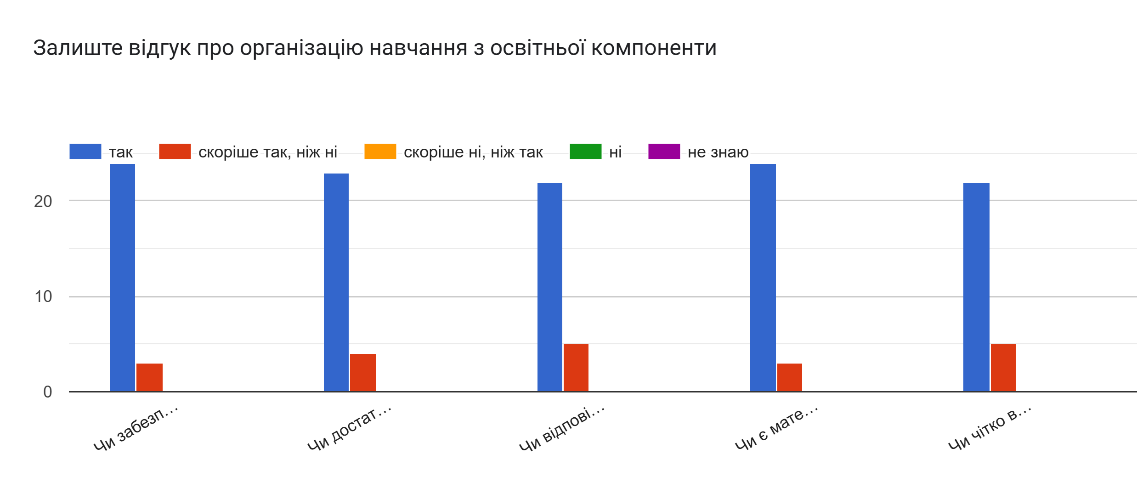 Залиште відгук про організацію навчання з освітньої компоненти
так скоріше так, ніж ні скоріше ні, ніж так ні не знаю
20
10
0
Чи забезп… Чи достат… Чи відпові… Чи є мате… Чи чітко в…